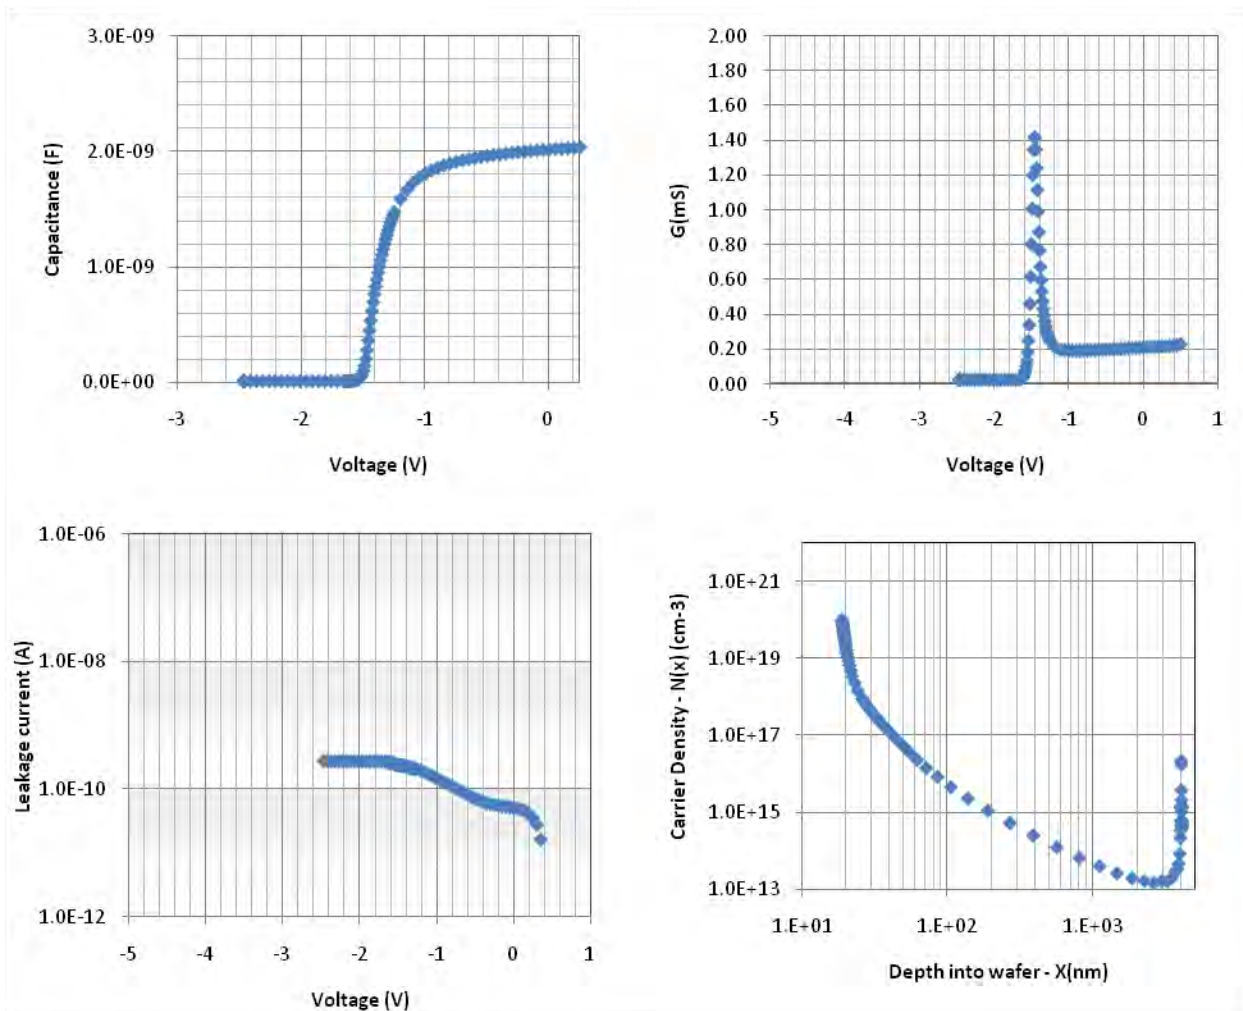 3.0E-09
2.0E-09
1.0E-09
0.0E+00
Capacitance (F)
-3 -2 -1 0
Voltage (V)
2.00
1.80
1.60
1.40
1.20
1.00
0.80
0.60
0.40
0.20
0.00
G(mS)
-5 -4 -3 -2 -1 0 1
Voltage (V)
1.0E-06
1.0E-08
1.0E-10
1.0E-12
Leakage current (A)
-5 -4 -3 -2 -1 0 1
Voltage (V)
1.0E+21
1.0E+19
1.0E+17
1.0E+15
1.0E+13
Carrier Density - N(x) (cm-3)
1.E+01 1.E+02 1.E+03
Depth into wafer - X(nm)